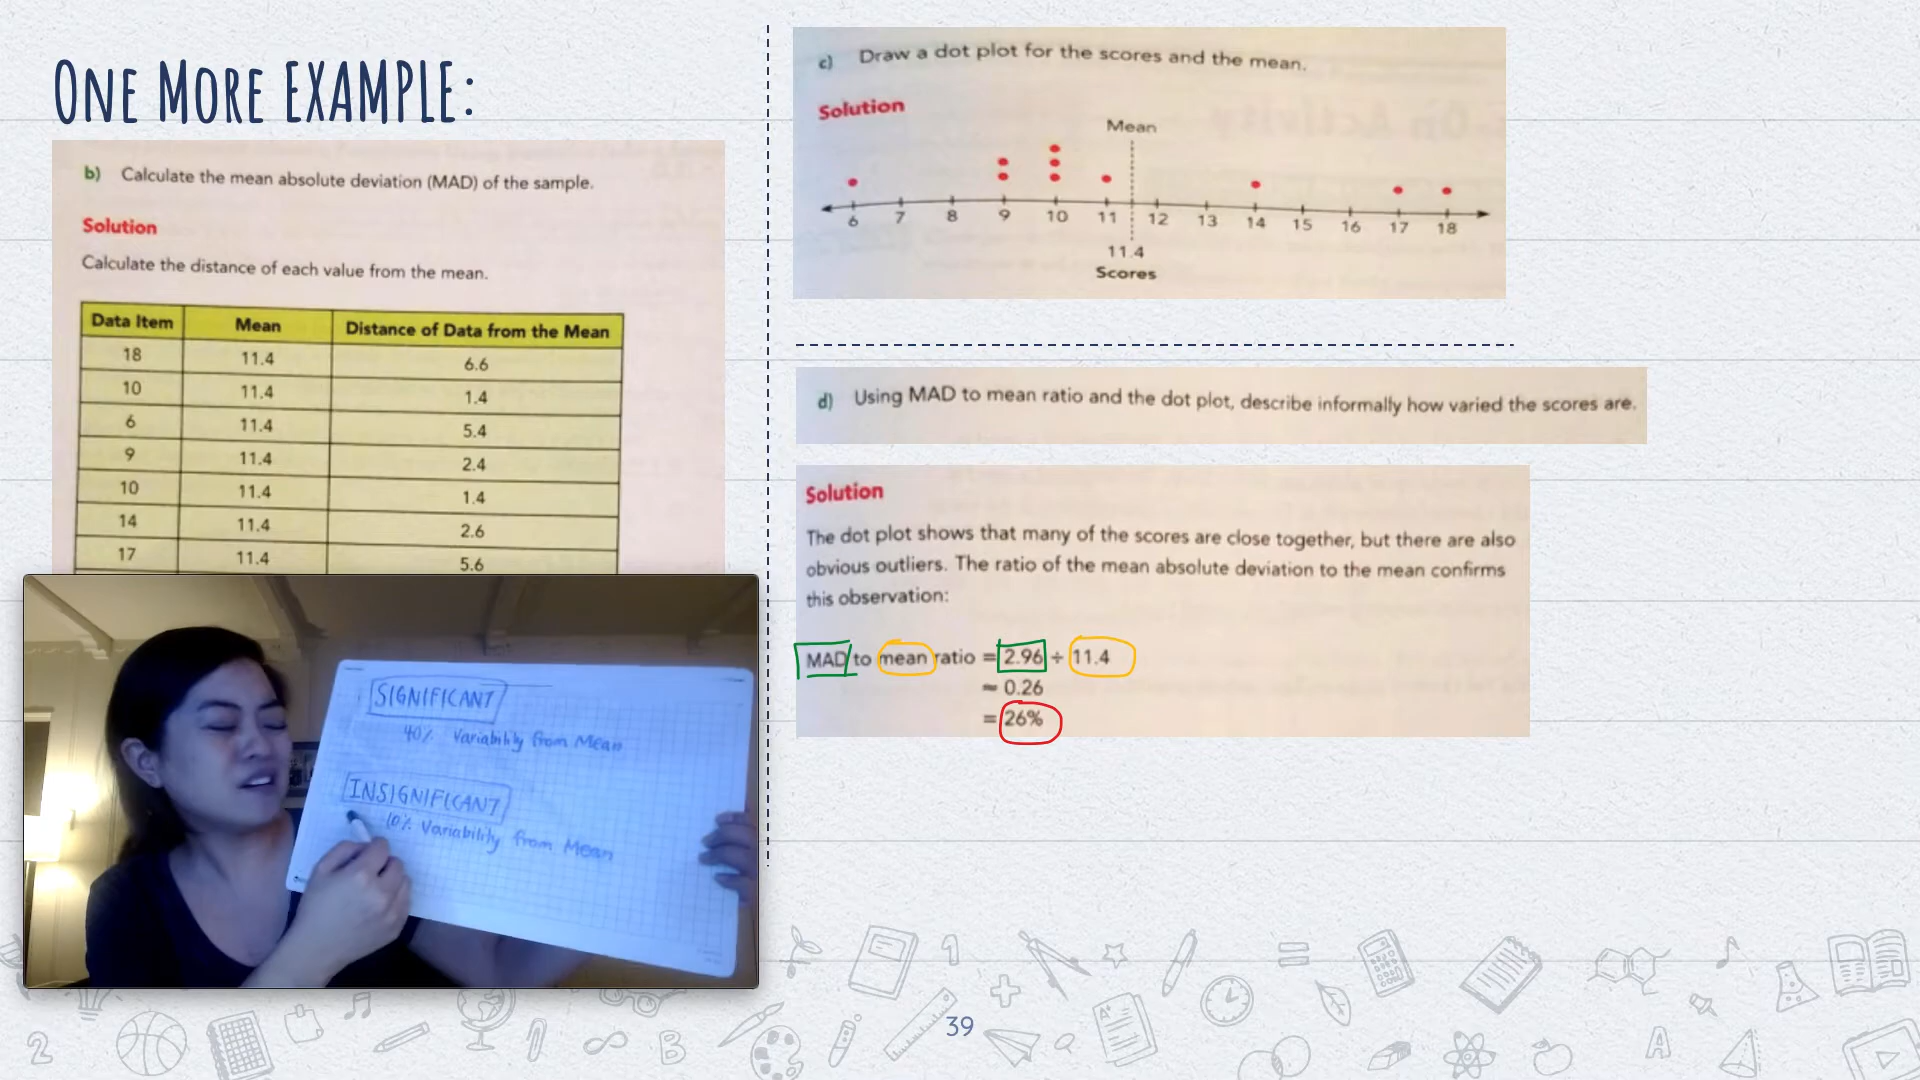 ONE MORE EXAMPLE:
b) Calculate the mean absolute deviation (MAD) of the sample.
Solution
Calculate the distance of each value from the mean.
Data Item Mean Distance of Data from the Mean
18 11.4 6.6
10 11.4 1.4
6 11.4 5.4
9 11.4 2.4
10 11.4 1.4
14 11.4 2.6
17 11.4 5.6
SIGNIFICANT
40% Variability from Mean
INSIGNIFICANT
10% Variability from Mean
c) Draw a dot plot for the scores and the mean.
Solution
Mean
6 7 8 9 10 11 12 13 14 15 16 17 18
11.4
Scores
d) Using MAD to mean ratio and the dot plot, describe informally how varied the scores are.
Solution
The dot plot shows that many of the scores are close together, but there are also
obvious outliers. The ratio of the mean absolute deviation to the mean confirms
this observation:
MAD to mean ratio = 2.96 ÷ 11.4
≈ 0.26
= 26%
39